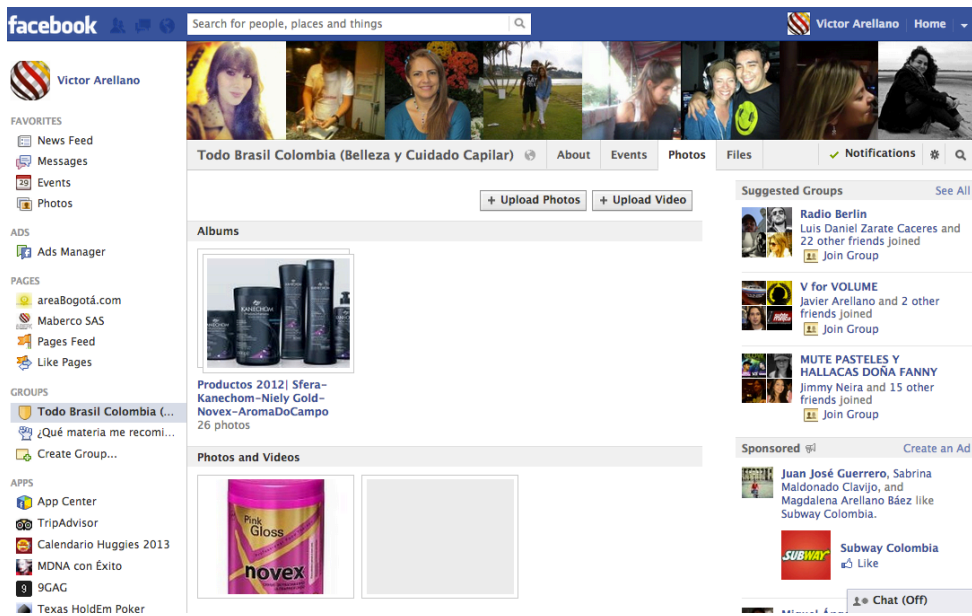 facebook
Search for people, places and things
Victor Arellano
Home
Victor Arellano
FAVORITES
News Feed
Messages
29
Events
Photos
ADS
Ads Manager
PAGES
areaBogotá.com
Maberco SAS
Pages Feed
Like Pages
GROUPS
Todo Brasil Colombia (...
¿Qué materia me recomi...
Create Group...
APPS
App Center
TripAdvisor
Calendario Huggies 2013
MDNA con Éxito
9
9GAG
Texas HoldEm Poker
Todo Brasil Colombia (Belleza y Cuidado Capilar)
About
Events
Photos
Files
Notifications
+ Upload Photos
+ Upload Video
Albums
KANECHOM
KANECHOM
Productos 2012| Sfera-
Kanechom-Niely Gold-
Novex-AromaDoCampo
26 photos
Photos and Videos
Pink
Gloss
novex
Suggested Groups
See All
Radio Berlin
Luis Daniel Zarate Caceres and
22 other friends joined
Join Group
V for VOLUME
Javier Arellano and 2 other
friends joined
Join Group
MUTE PASTELES Y
HALLACAS DOÑA FANNY
Jimmy Neira and 15 other
friends joined
Join Group
Sponsored
Create an Ad
Juan José Guerrero, Sabrina
Maldonado Clavijo, and
Magdalena Arellano Báez like
Subway Colombia.
SUBWAY
Subway Colombia
Like
Chat (Off)